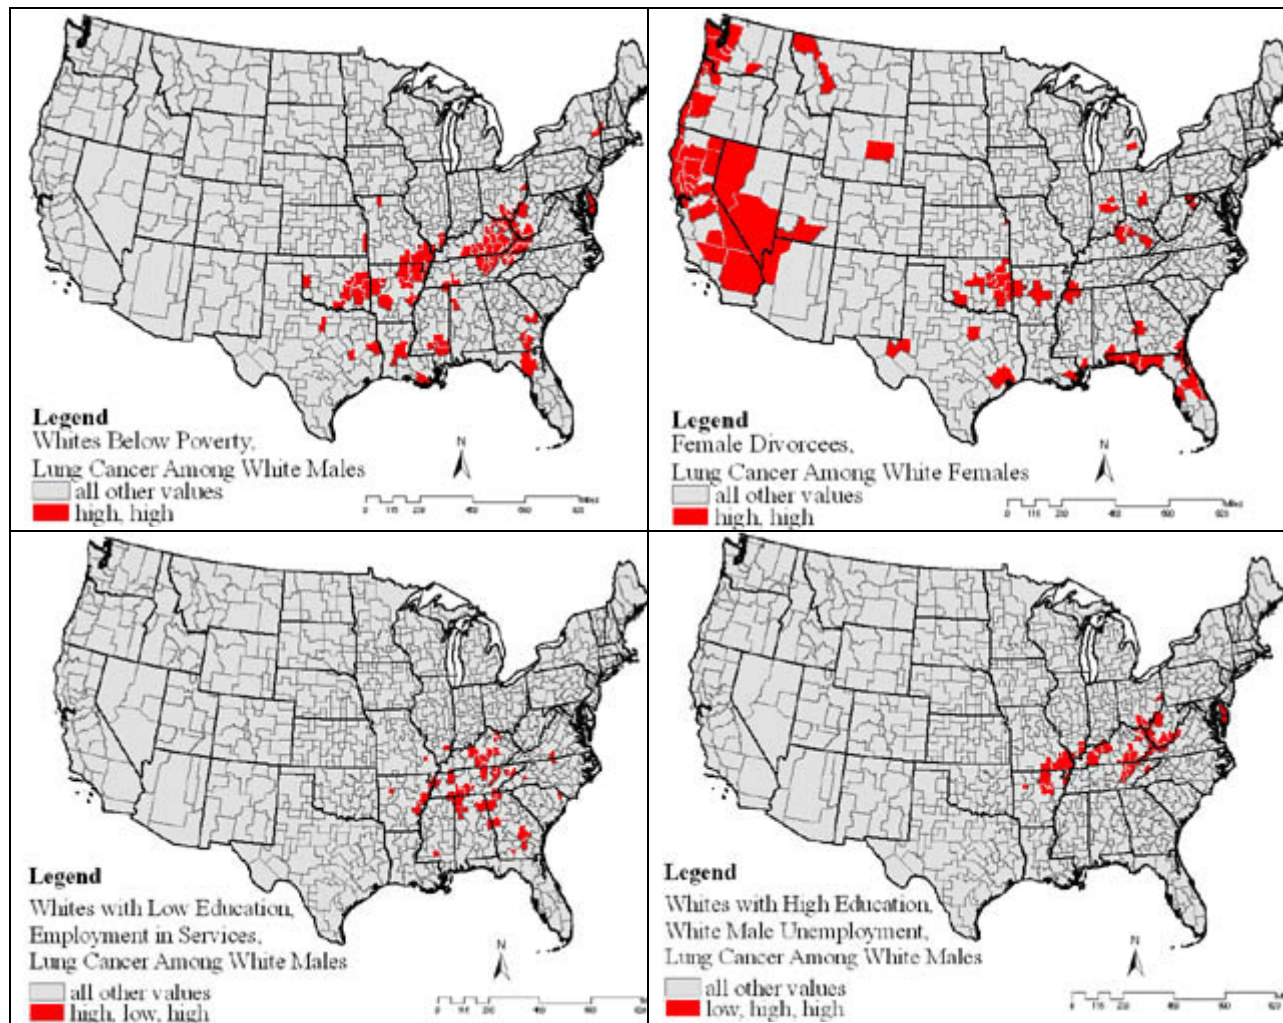 N
Legend
Whites Below Poverty,
Lung Cancer Among White Males
all other values
high, high
N
Legend
Female Divorcees,
Lung Cancer Among White Females
all other values
high, high
N
Legend
Whites with Low Education,
Employment in Services,
Lung Cancer Among White Males
all other values
high, low, high
N
Legend
Whites with High Education,
White Male Unemployment,
Lung Cancer Among White Males
all other values
low, high, high